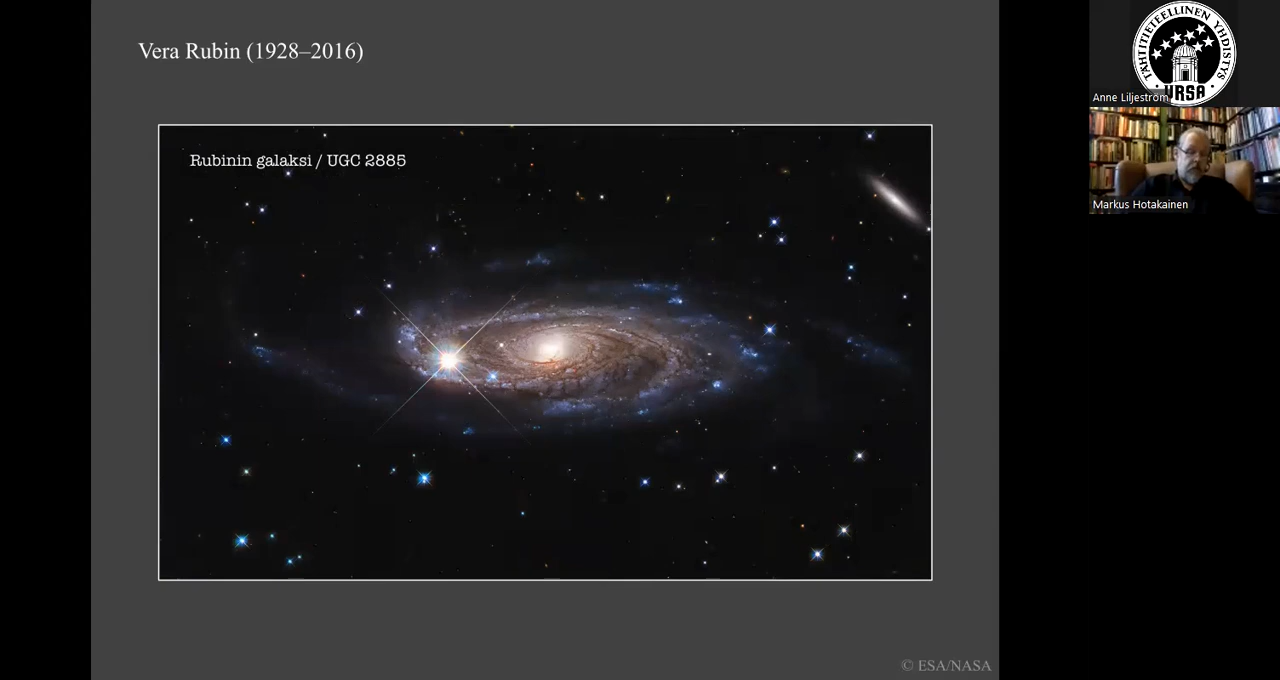 Vera Rubin (1928–2016)
Rubinin galaksi / UGC 2885
© ESA/NASA
TÄHTITIETEELLINEN YHDISTYS
URSA
Anne Liljeström
Markus Hotakainen